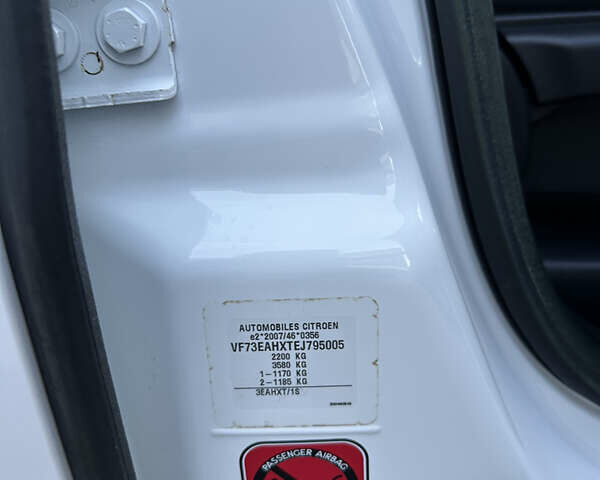 AUTOMOBILES CITROEN
e2*2007/46*0356
VF73EAHXTEJ795005
2200 KG
3580 KG
1-1170 KG
2-1185 KG
3EAHXT/1S
PASSENGER AIRBAG